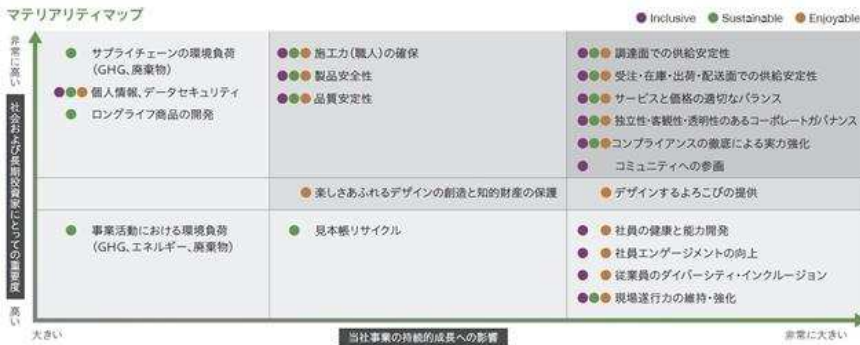 マテリアリティマップ
Inclusive Sustainable Enjoyable
非常に高い
社会および長期投資家にとっての重要度
高い
サプライチェーンの環境負荷
(GHG、廃棄物)
個人情報、データセキュリティ
ロングライフ商品の開発
施工力(職人)の確保
製品安全性
品質安定性
調達面での供給安定性
受注・在庫・出荷・配送面での供給安定性
サービスと価格の適切なバランス
独立性・客観性・透明性のあるコーポレートガバナンス
コンプライアンスの徹底による実力強化
コミュニティへの参画
楽しさあふれるデザインの創造と知的財産の保護
デザインするよろこびの提供
事業活動における環境負荷
(GHG、エネルギー、廃棄物)
見本帳リサイクル
社員の健康と能力開発
社員エンゲージメントの向上
従業員のダイバーシティ・インクルージョン
現場遂行力の維持・強化
大きい
当社事業の持続的成長への影響
非常に大きい